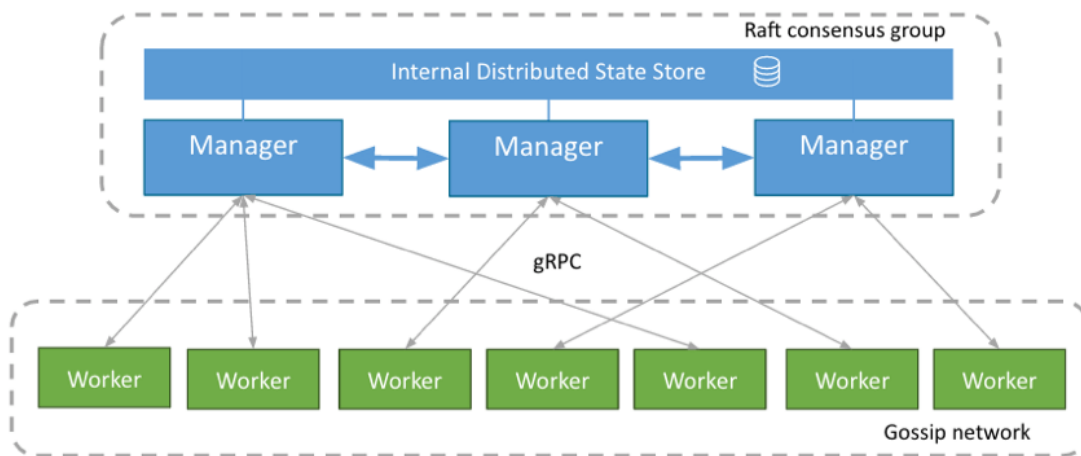 Raft consensus group
Internal Distributed State Store
Manager
Manager
Manager
gRPC
Worker
Worker
Worker
Worker
Worker
Worker
Worker
Gossip network